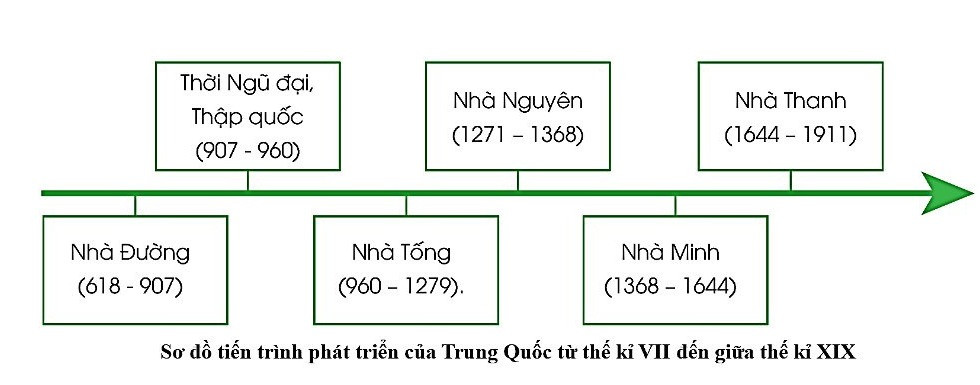 Thời Ngũ đại,
Thập quốc
(907 - 960)
Nhà Nguyên
(1271 – 1368)
Nhà Thanh
(1644 – 1911)
Nhà Đường
(618 - 907)
Nhà Tống
(960 – 1279).
Nhà Minh
(1368 – 1644)
Sơ đồ tiến trình phát triển của Trung Quốc từ thế kỉ VII đến giữa thế kỉ XIX